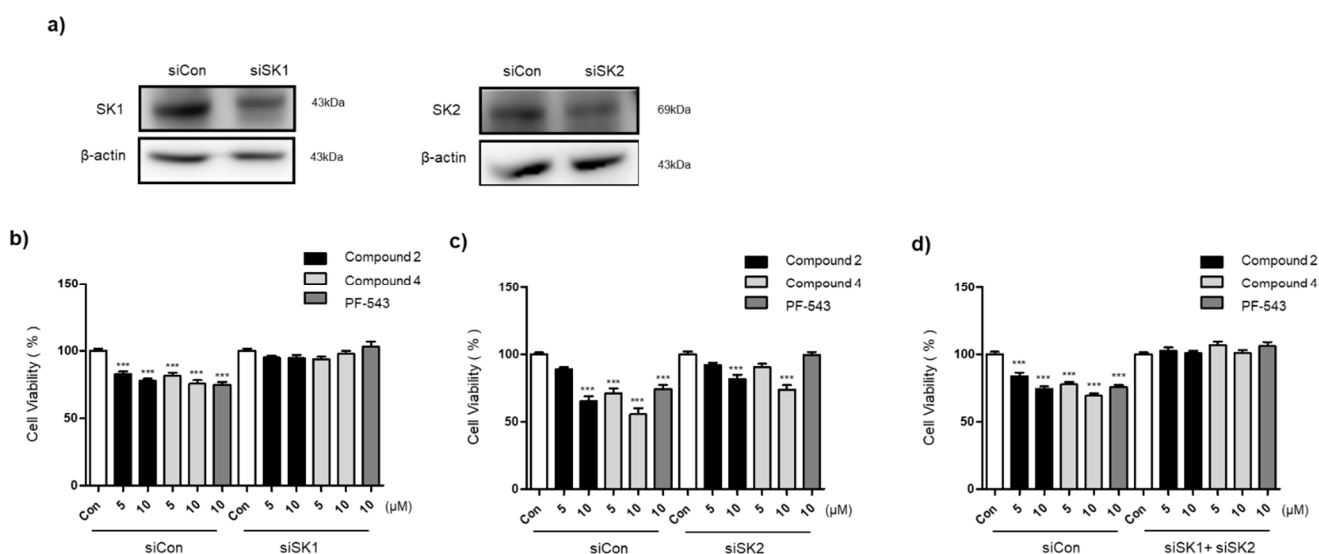 a)
siCon siSK1
SK1 43kDa
β-actin 43kDa
siCon siSK2
SK2 69kDa
β-actin 43kDa
b)
Compound 2
Compound 4
PF-543
Cell Viability ( % )
150
100
50
0
*** *** *** *** ***
Con 5 10 5 10 10 Con 5 10 5 10 10 (μM)
siCon siSK1
c)
Compound 2
Compound 4
PF-543
Cell Viability ( % )
150
100
50
0
*** *** *** *** *** ***
Con 5 10 5 10 10 Con 5 10 5 10 10 (μM)
siCon siSK2
d)
Compound 2
Compound 4
PF-543
Cell Viability ( % )
150
100
50
0
*** *** *** *** ***
Con 5 10 5 10 10 Con 5 10 5 10 10 (μM)
siCon siSK1+ siSK2